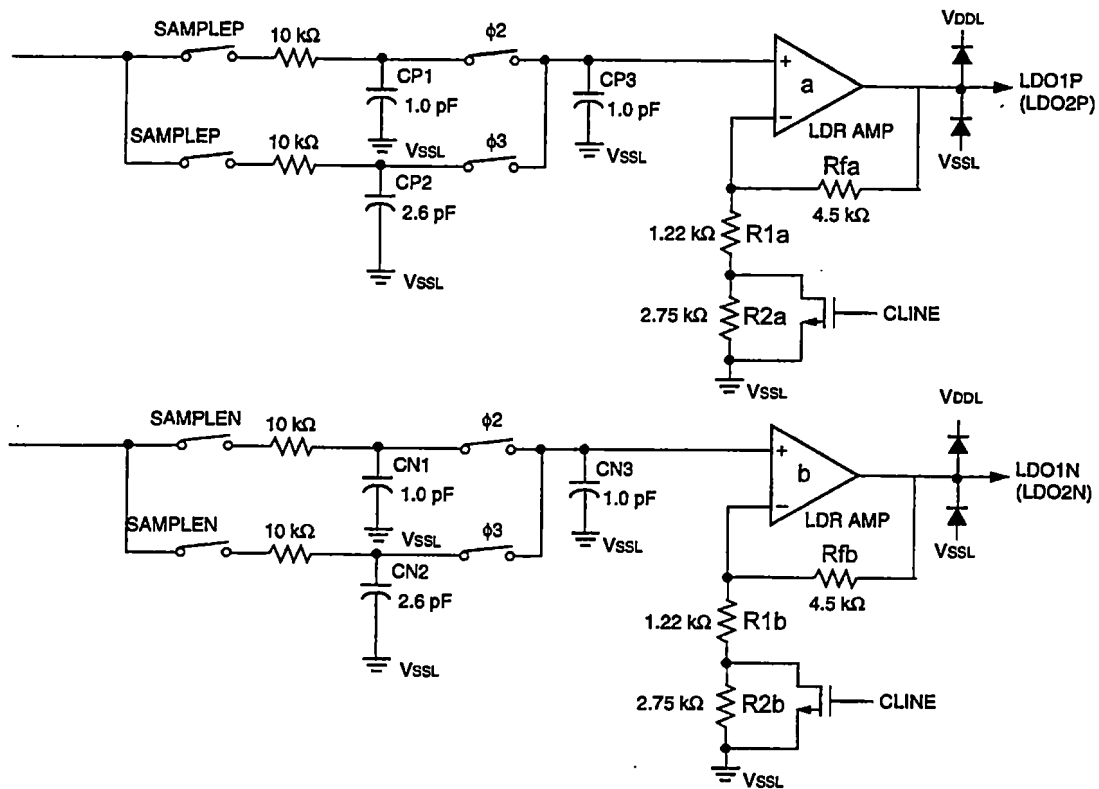 SAMPLEP
10 kΩ
ϕ2
CP1
1.0 pF
VSSL
CP3
1.0 pF
VSSL
+
a
−
LDR AMP
VDDL
LDO1P
(LDO2P)
VSSL
SAMPLEP
10 kΩ
ϕ3
CP2
2.6 pF
VSSL
Rfa
4.5 kΩ
1.22 kΩ
R1a
2.75 kΩ
R2a
CLINE
VSSL
SAMPLEN
10 kΩ
ϕ2
CN1
1.0 pF
VSSL
CN3
1.0 pF
VSSL
+
b
−
LDR AMP
VDDL
LDO1N
(LDO2N)
VSSL
SAMPLEN
10 kΩ
ϕ3
CN2
2.6 pF
VSSL
Rfb
4.5 kΩ
1.22 kΩ
R1b
2.75 kΩ
R2b
CLINE
VSSL